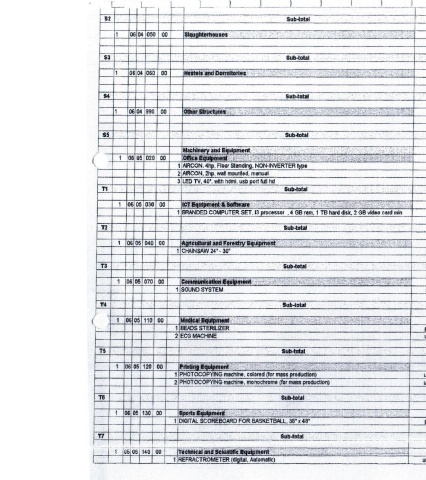 S2 Sub-total
1 06 04 050 00 Slaughterhouses
S3 Sub-total
1 06 04 060 00 Hostels and Dormitories
S4 Sub-total
1 06 04 990 00 Other Structures
S5 Sub-total
Machinery and Equipment
1 06 05 020 00 Office Equipment
1 AIRCON, 4hp, Floor Standing, NON-INVERTER type
2 AIRCON, 2hp, wall mounted, manual
3 LED TV, 40", with hdmi, usb port full hd
T1 Sub-total
1 06 05 030 00 ICT Equipment & Software
1 BRANDED COMPUTER SET, I3 processor , 4 GB ram, 1 TB hard disk, 2 GB video card min
T2 Sub-total
1 06 05 040 00 Agricultural and Forestry Equipment
1 CHAINSAW 24" - 30"
T3 Sub-total
1 06 05 070 00 Communication Equipment
1 SOUND SYSTEM
T4 Sub-total
1 06 05 110 00 Medical Equipment
1 BEADS STERILIZER
2 ECG MACHINE
T5 Sub-total
1 06 05 120 00 Printing Equipment
1 PHOTOCOPYING machine, colored (for mass production)
2 PHOTOCOPYING machine, monochrome (for mass production)
T6 Sub-total
1 06 05 130 00 Sports Equipment
1 DIGITAL SCOREBOARD FOR BASKETBALL, 36" x 48"
T7 Sub-total
1 06 05 140 00 Technical and Scientific Equipment
1 REFRACTROMETER (digital, Automatic)